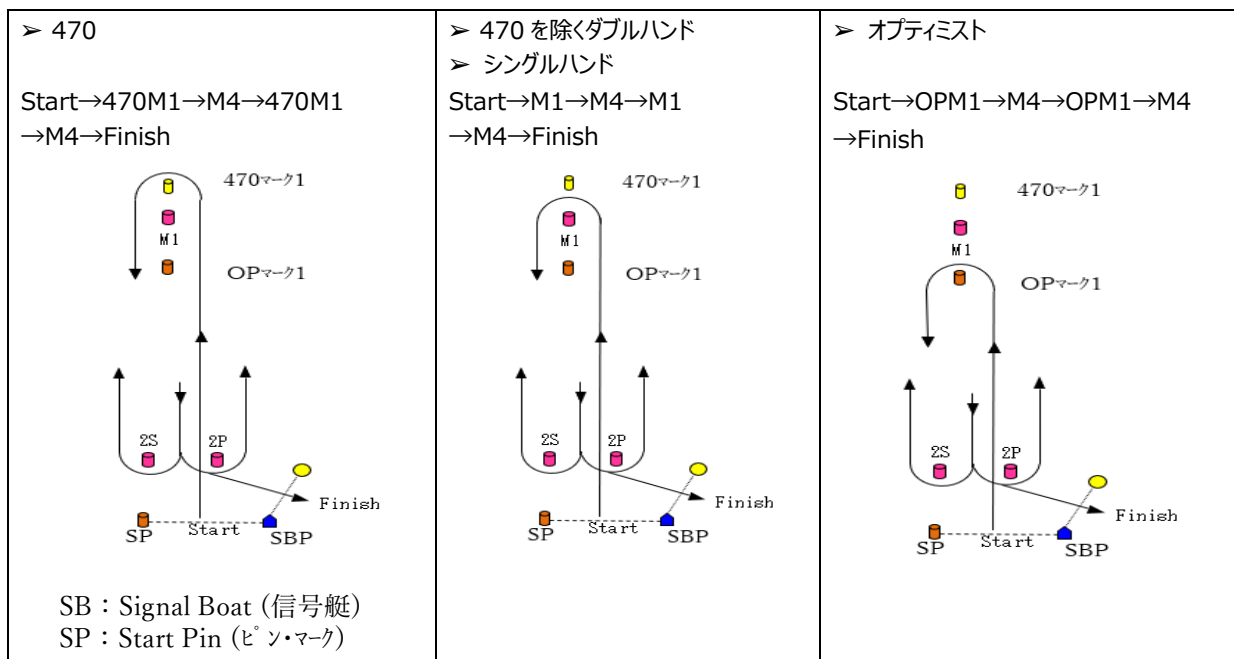 ➢ 470
Start→470M1→M4→470M1
→M4→Finish
470マーク1
M1
OPマーク1
2S
2P
Finish
Start
SP
SBP
SB：Signal Boat (信号艇)
SP：Start Pin (ピン・マーク)
➢ 470 を除くダブルハンド
➢ シングルハンド
Start→M1→M4→M1
→M4→Finish
470マーク1
M1
OPマーク1
2S
2P
Finish
Start
SP
SBP
➢ オプティミスト
Start→OPM1→M4→OPM1→M4
→Finish
470マーク1
M1
OPマーク1
2S
2P
Finish
Start
SP
SBP